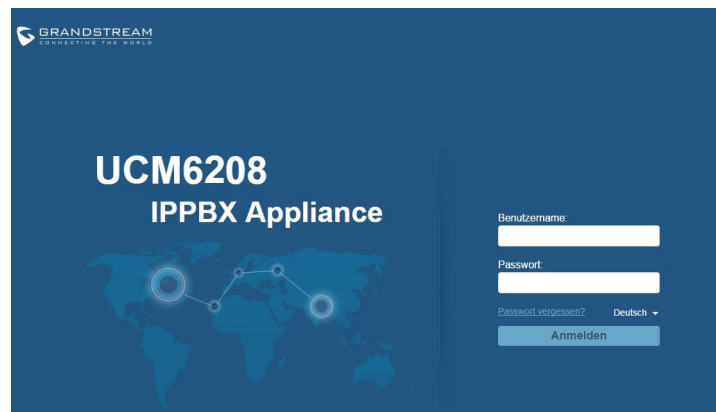 GRANDSTREAM
CONNECTING THE WORLD
UCM6208
IPPBX Appliance
Benutzername:
Passwort:
Passwort vergessen?
Deutsch
Anmelden